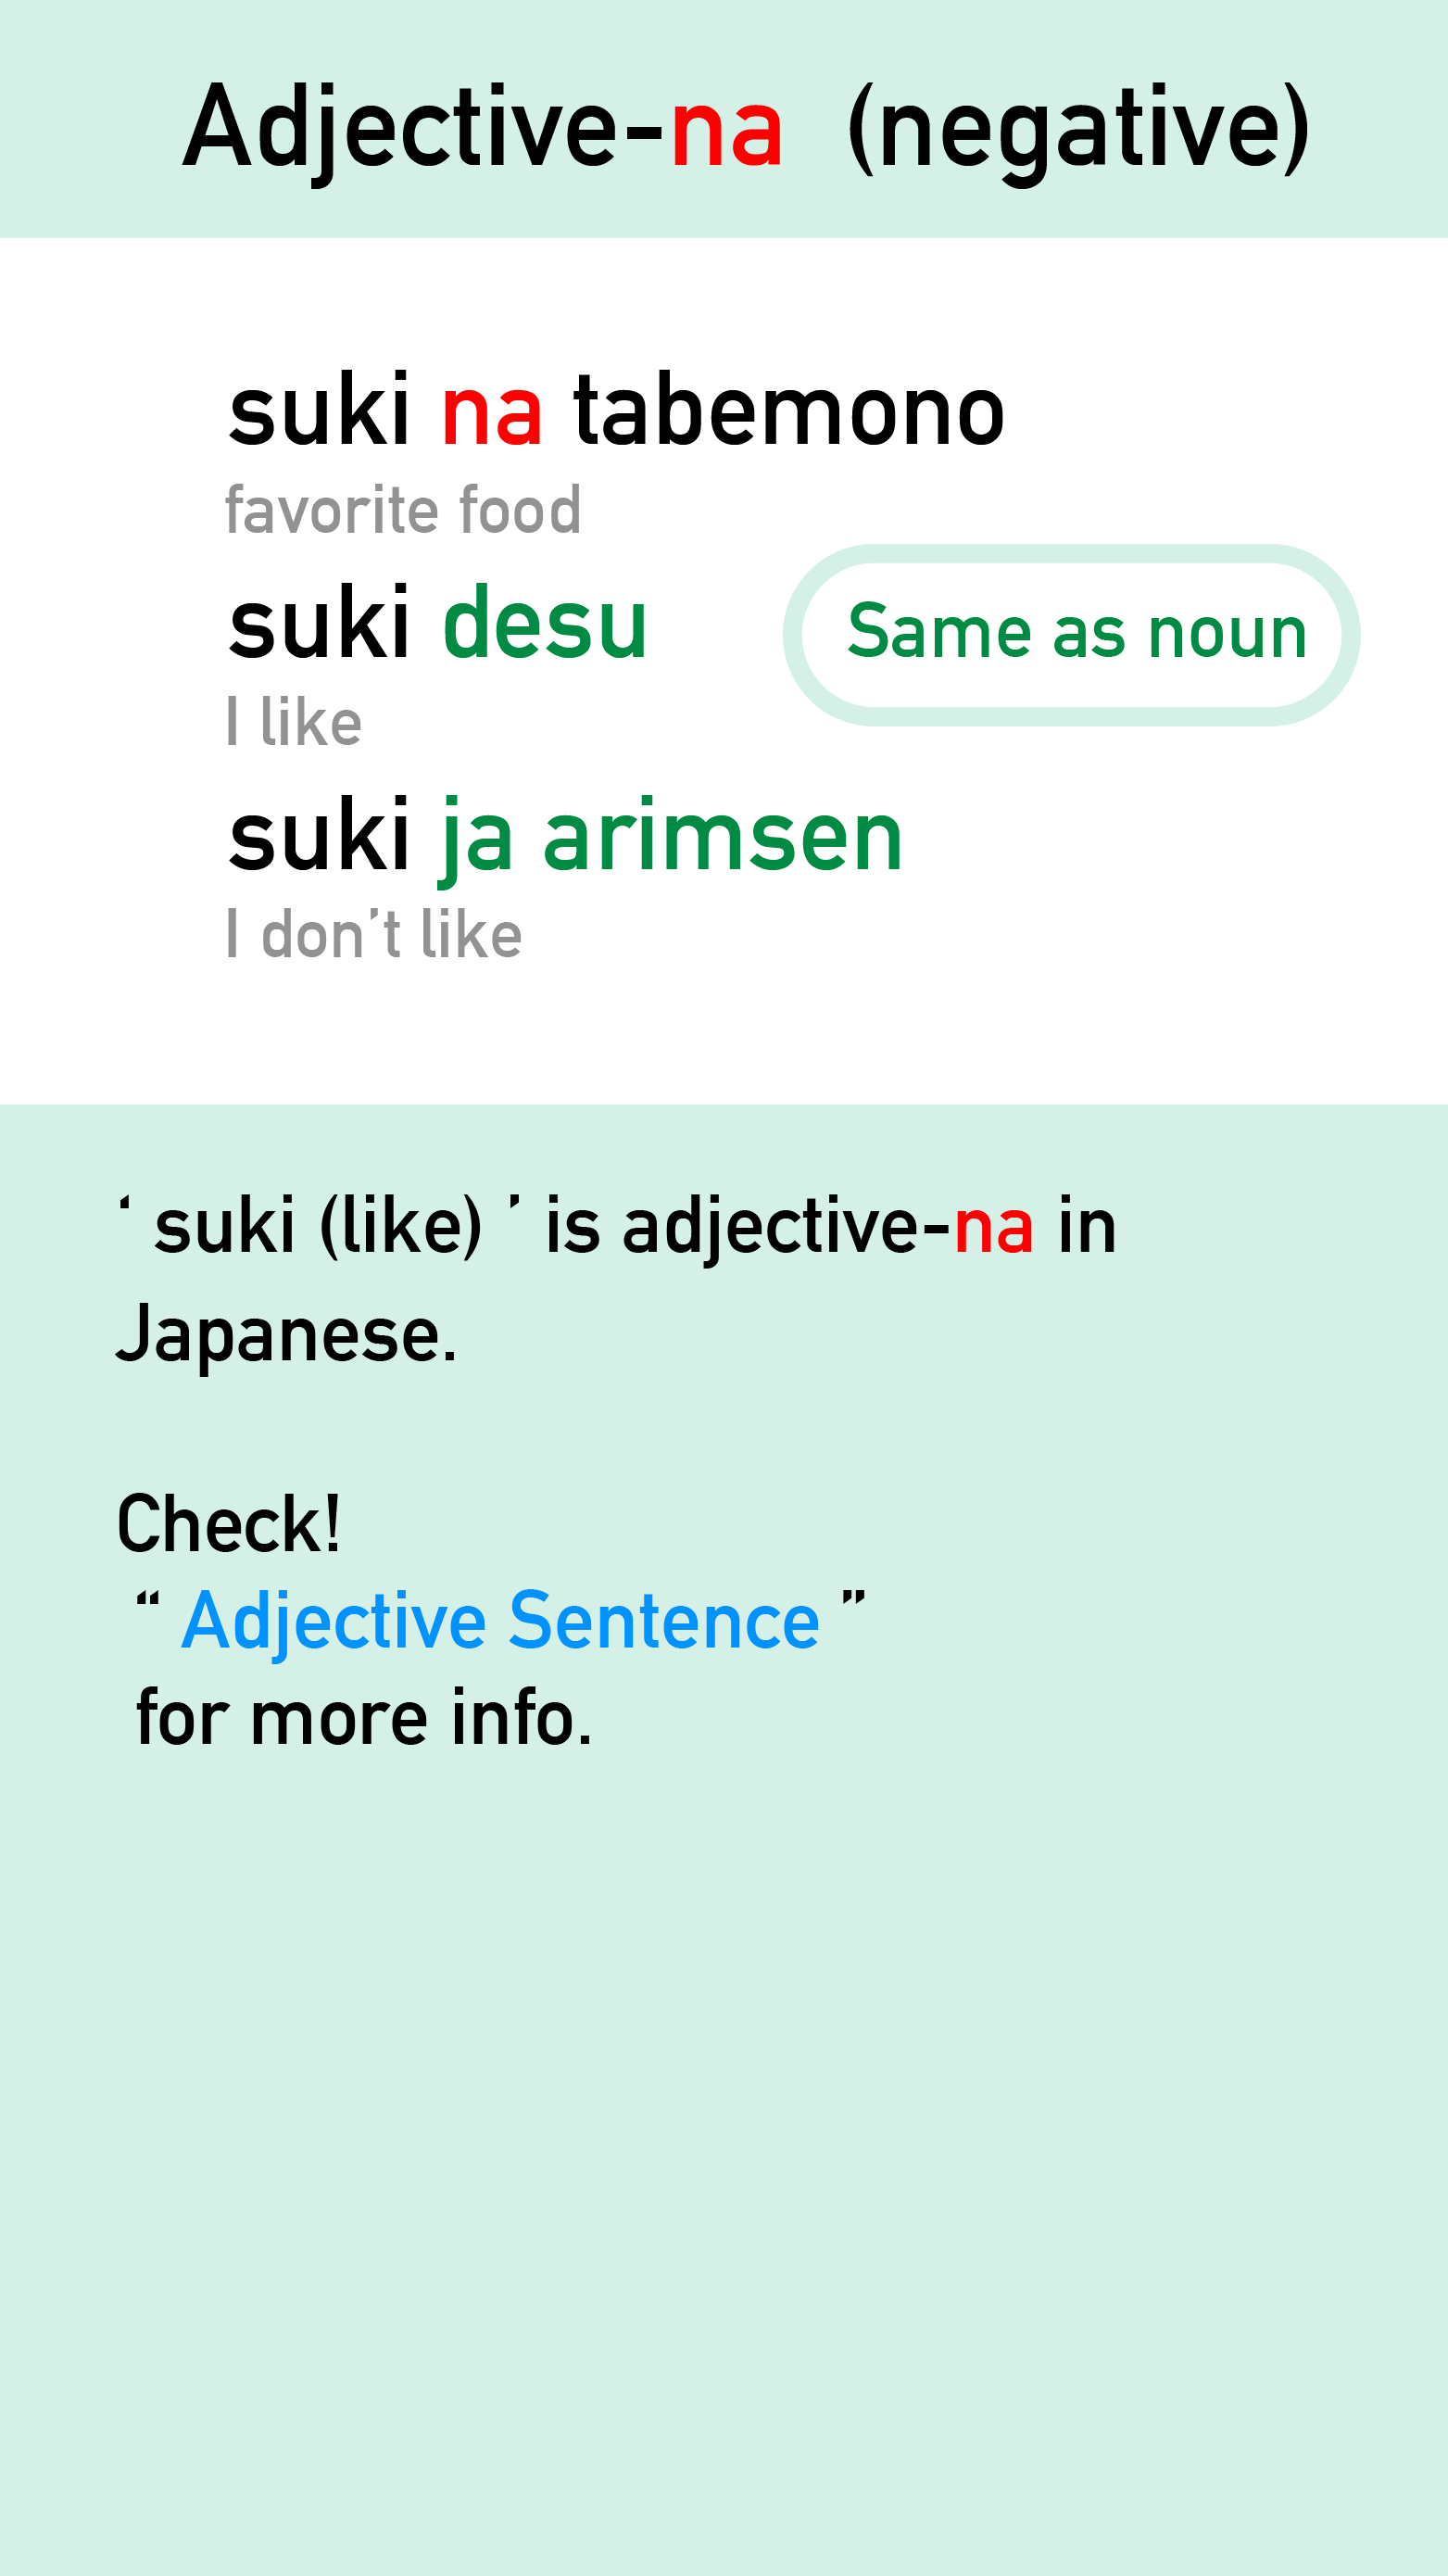 Adjective-na (negative)
suki na tabemono
favorite food
suki desu
Same as noun
I like
suki ja arimsen
I don’t like
‘ suki (like) ’ is adjective-na in
Japanese.
Check!
“ Adjective Sentence ”
for more info.